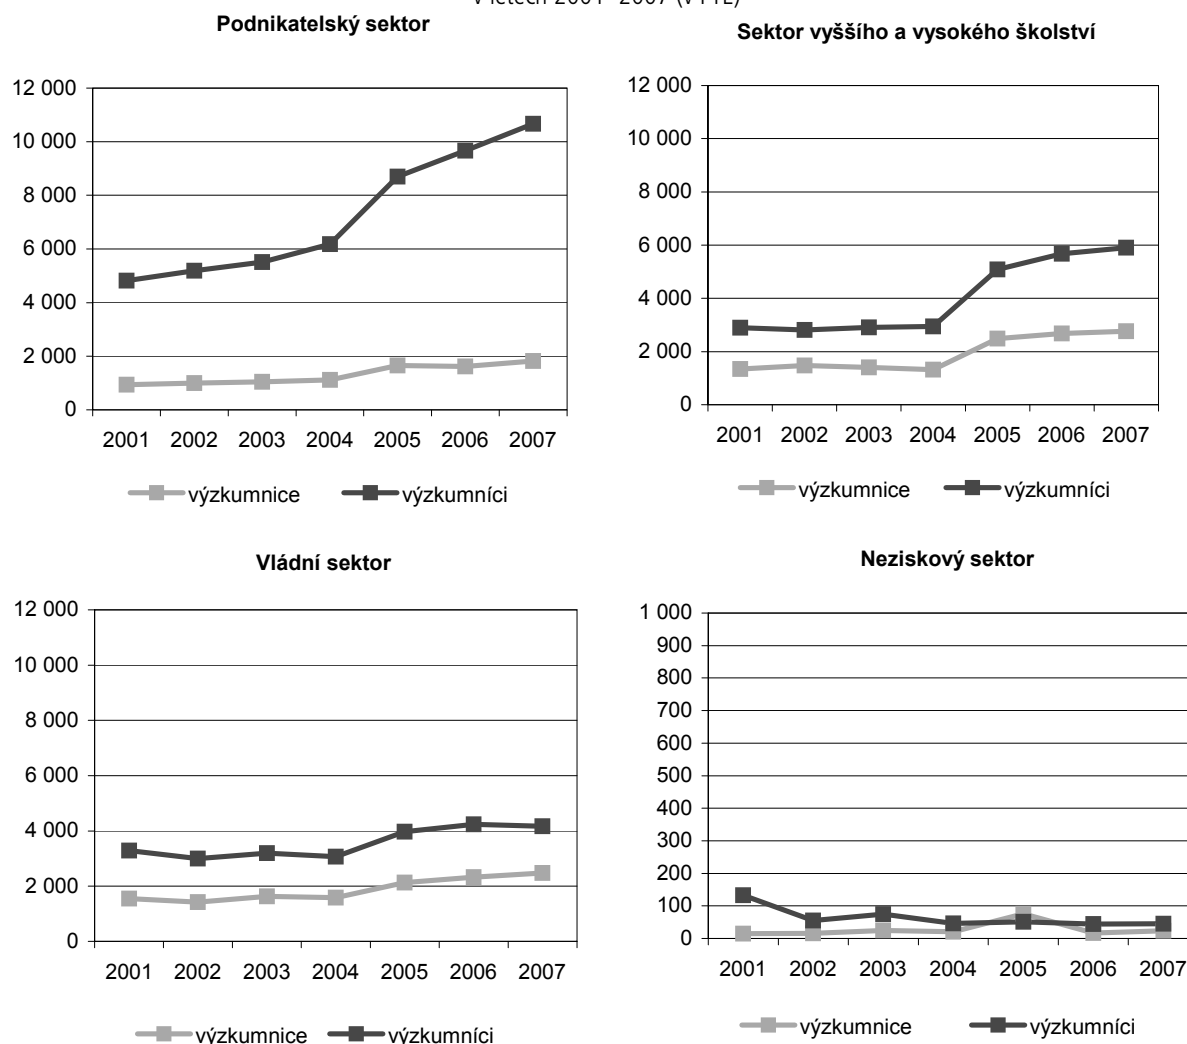 v letech 2001–2007 (v FTE)
Podnikatelský sektor
12 000
10 000
8 000
6 000
4 000
2 000
0
2001 2002 2003 2004 2005 2006 2007
výzkumnice výzkumníci
Sektor vyššího a vysokého školství
12 000
10 000
8 000
6 000
4 000
2 000
0
2001 2002 2003 2004 2005 2006 2007
výzkumnice výzkumníci
Vládní sektor
12 000
10 000
8 000
6 000
4 000
2 000
0
2001 2002 2003 2004 2005 2006 2007
výzkumnice výzkumníci
Neziskový sektor
1 000
900
800
700
600
500
400
300
200
100
0
2001 2002 2003 2004 2005 2006 2007
výzkumnice výzkumníci